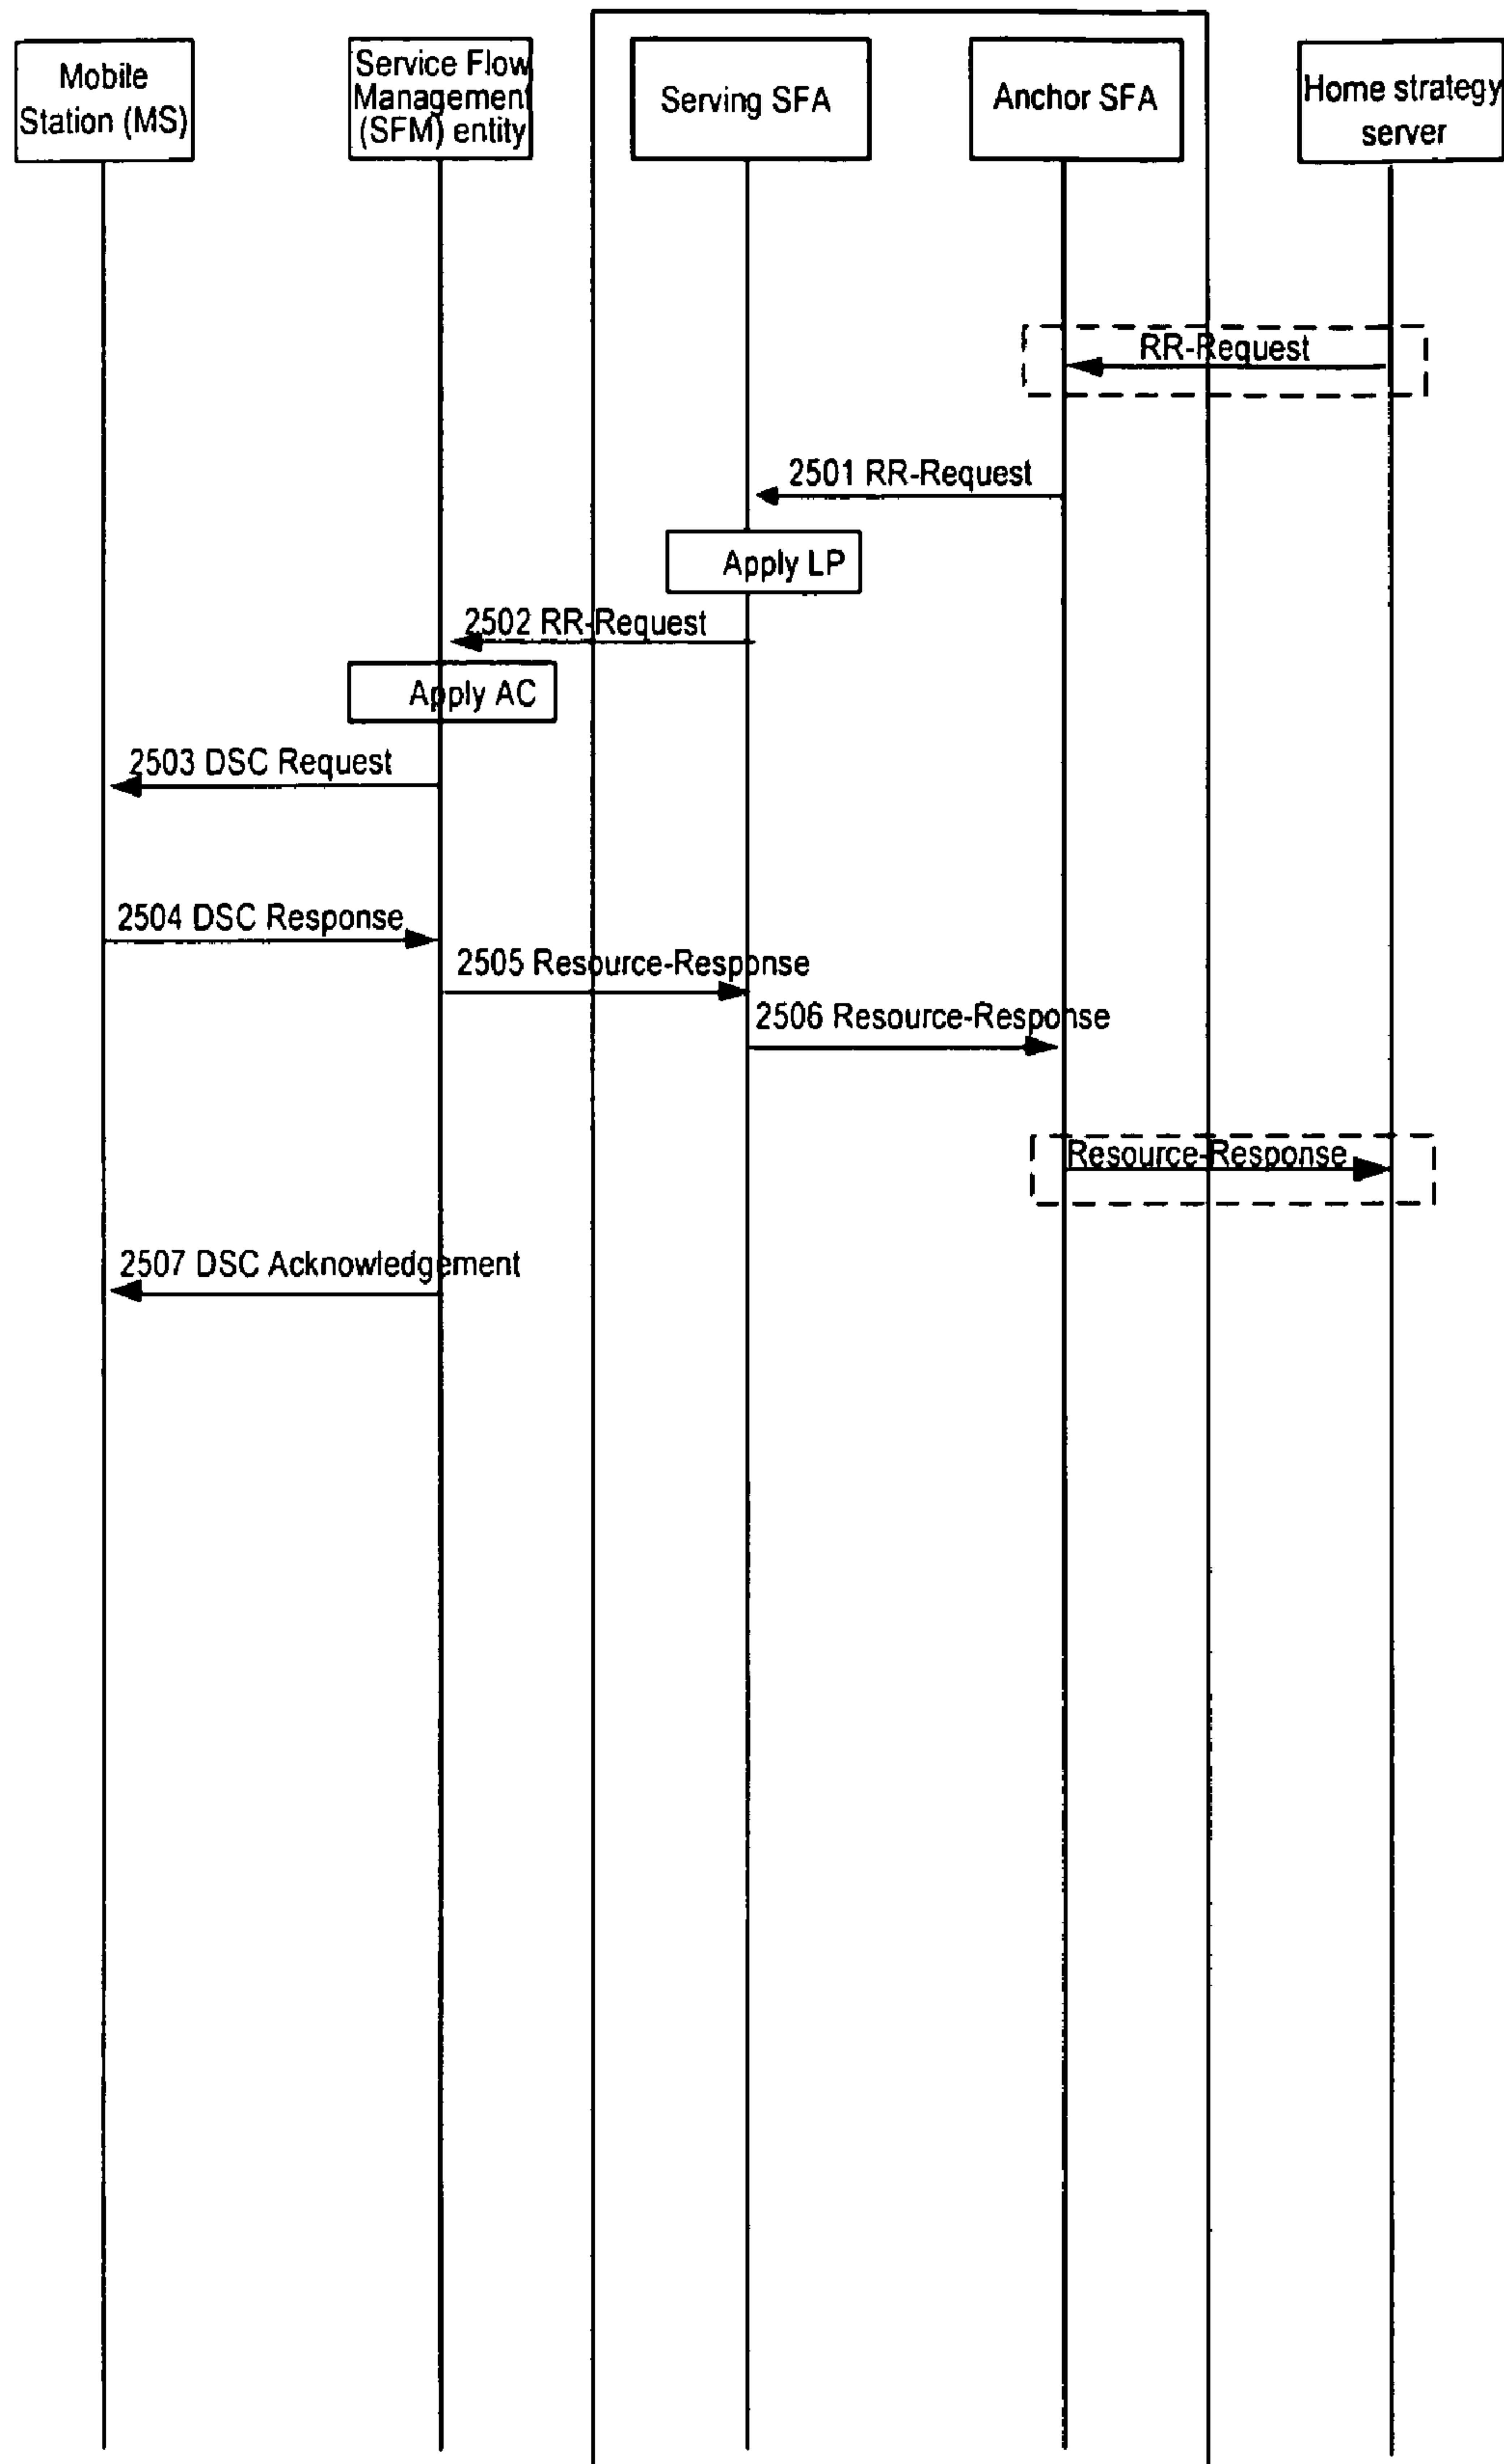 Mobile
Station (MS)
Service Flow
Management
(SFM) entity
Serving SFA
Anchor SFA
Home strategy
server
RR-Request
2501 RR-Request
Apply LP
2502 RR-Request
Apply AC
2503 DSC Request
2504 DSC Response
2505 Resource-Response
2506 Resource-Response
Resource-Response
2507 DSC Acknowledgement